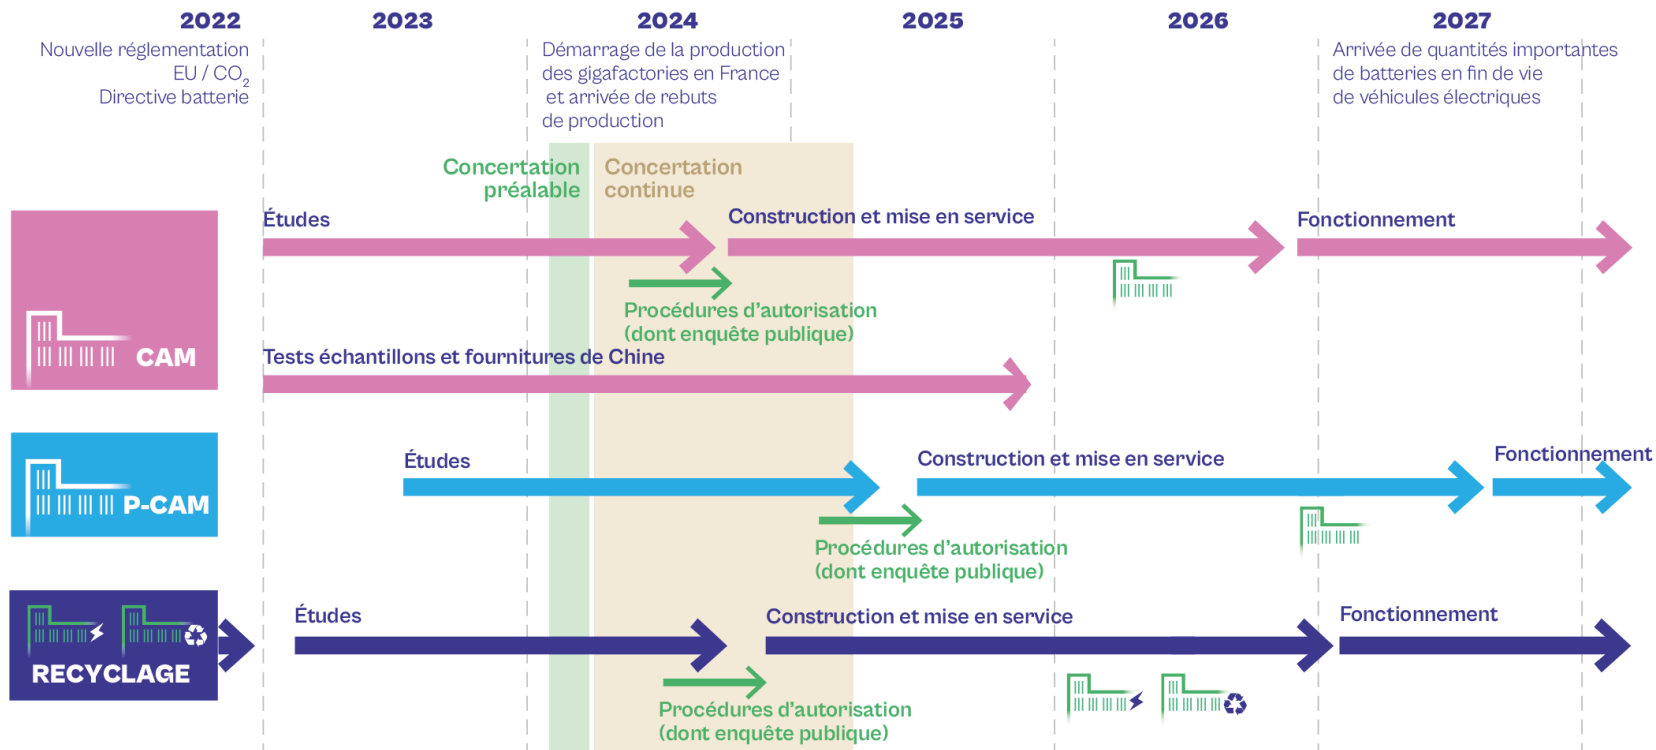 2022
2023
2024
2025
2026
2027
Nouvelle réglementation
EU / CO2
Directive batterie
Démarrage de la production
des gigafactories en France
et arrivée de rebuts
de production
Arrivée de quantités importantes
de batteries en fin de vie
de véhicules électriques
Concertation
préalable
Concertation
continue
CAM
Études
Construction et mise en service
Fonctionnement
Procédures d'autorisation
(dont enquête publique)
Tests échantillons et fournitures de Chine
P-CAM
Études
Construction et mise en service
Fonctionnement
Procédures d'autorisation
(dont enquête publique)
RECYCLAGE
Études
Construction et mise en service
Fonctionnement
Procédures d'autorisation
(dont enquête publique)